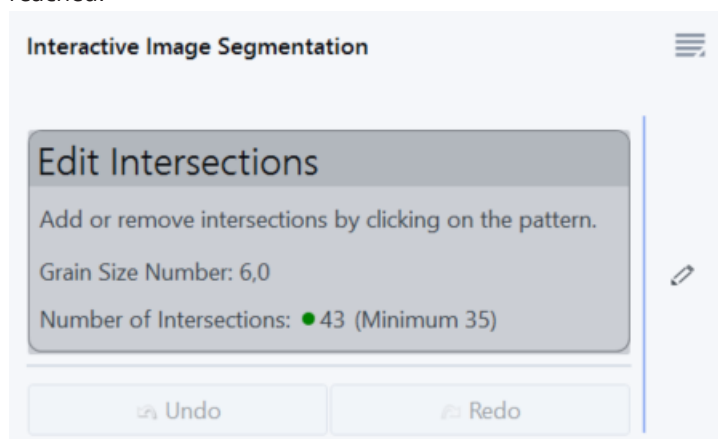 reached.
Interactive Image Segmentation
Edit Intersections
Add or remove intersections by clicking on the pattern.
Grain Size Number: 6,0
Number of Intersections: 43 (Minimum 35)
Undo Redo